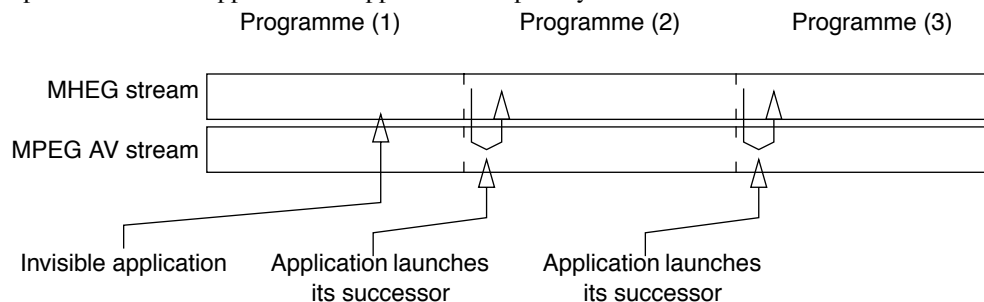 Programme (1) Programme (2) Programme (3)
MHEG stream
MPEG AV stream
Invisible application Application launches Application launches
its successor its successor